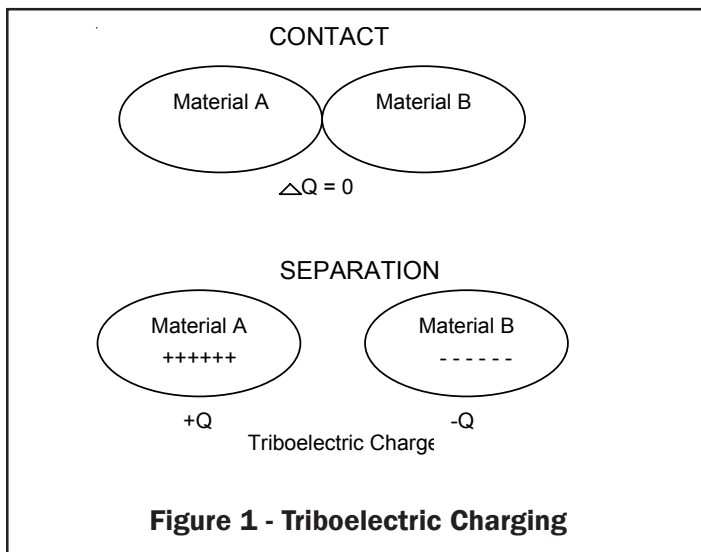 CONTACT
Material A Material B
△Q = 0
SEPARATION
Material A Material B
++++++ - - - - - -
+Q -Q
Triboelectric Charge
Figure 1 - Triboelectric Charging